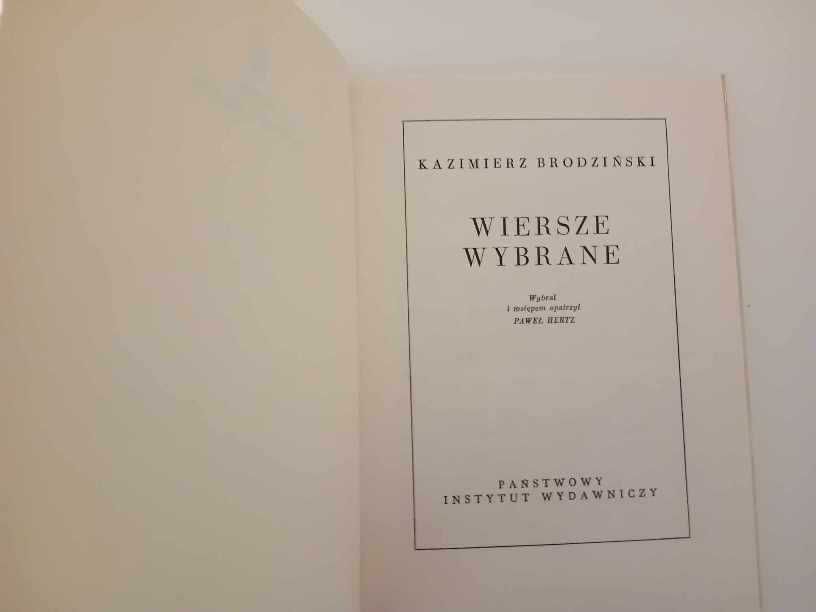 KAZIMIERZ BRODZIŃSKI
WIERSZE
WYBRANE
Wybrał
i wstępem opatrzył
PAWEŁ HERTZ
PAŃSTWOWY
INSTYTUT WYDAWNICZY